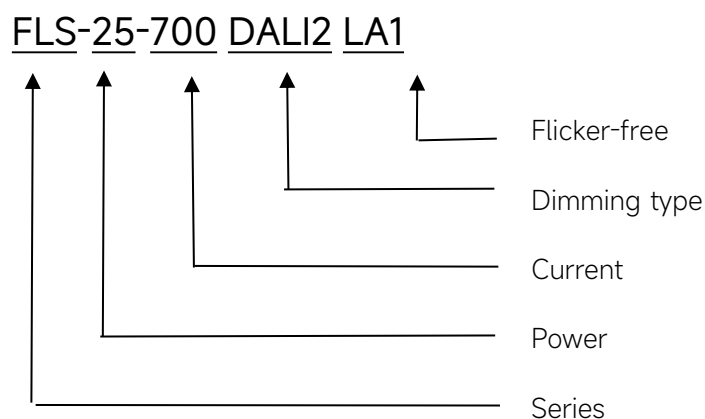 FLS-25-700 DALI2 LA1
Flicker-free
Dimming type
Current
Power
Series